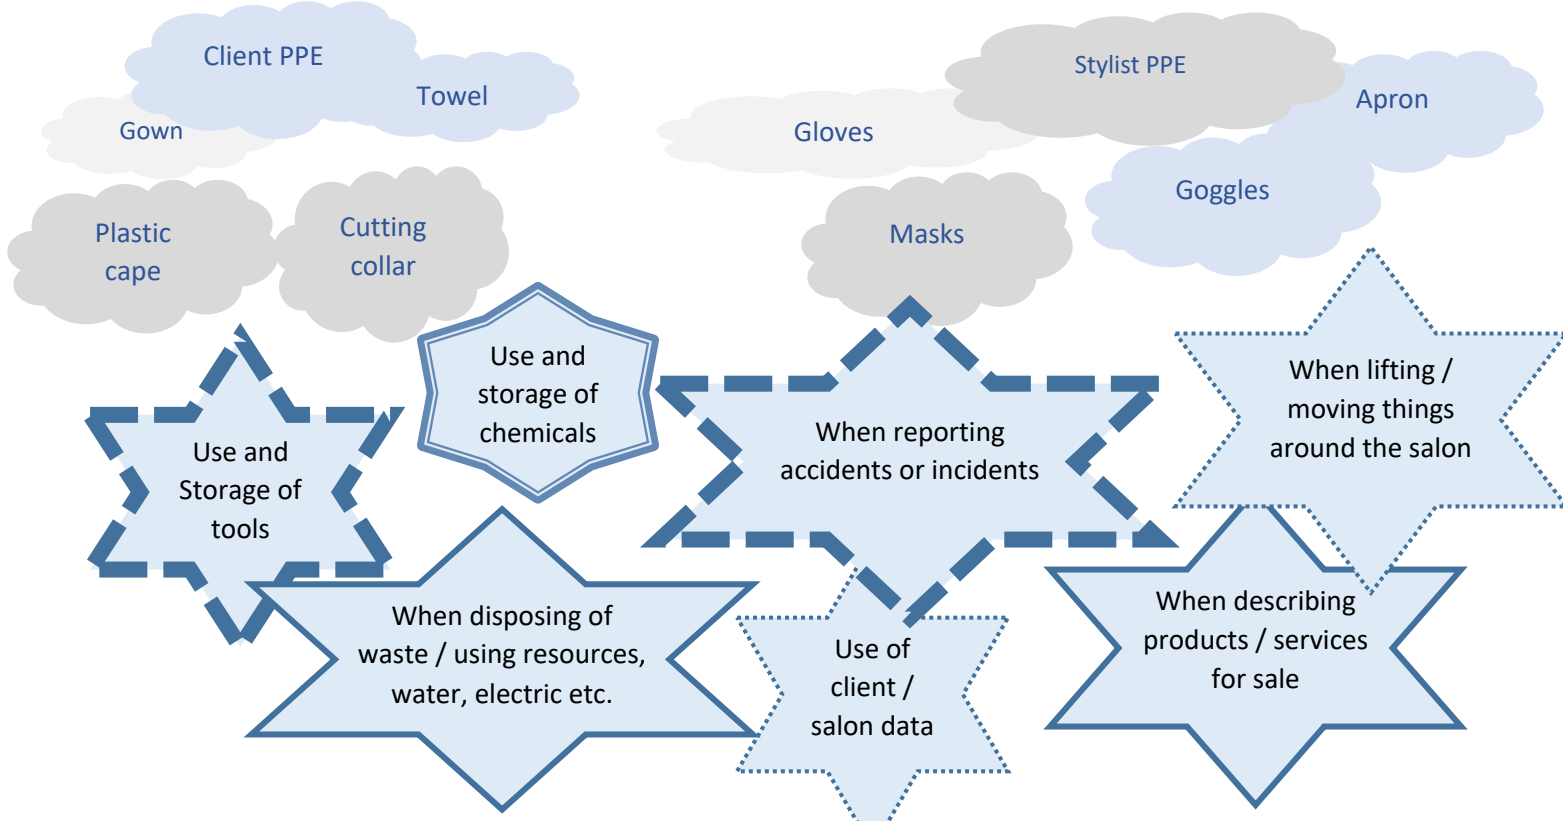 Client PPE
Towel
Gown
Plastic
cape
Cutting
collar
Stylist PPE
Apron
Gloves
Goggles
Masks
Use and
Storage of
tools
Use and
storage of
chemicals
When reporting
accidents or incidents
When lifting /
moving things
around the salon
When disposing of
waste / using resources,
water, electric etc.
Use of
client /
salon data
When describing
products / services
for sale